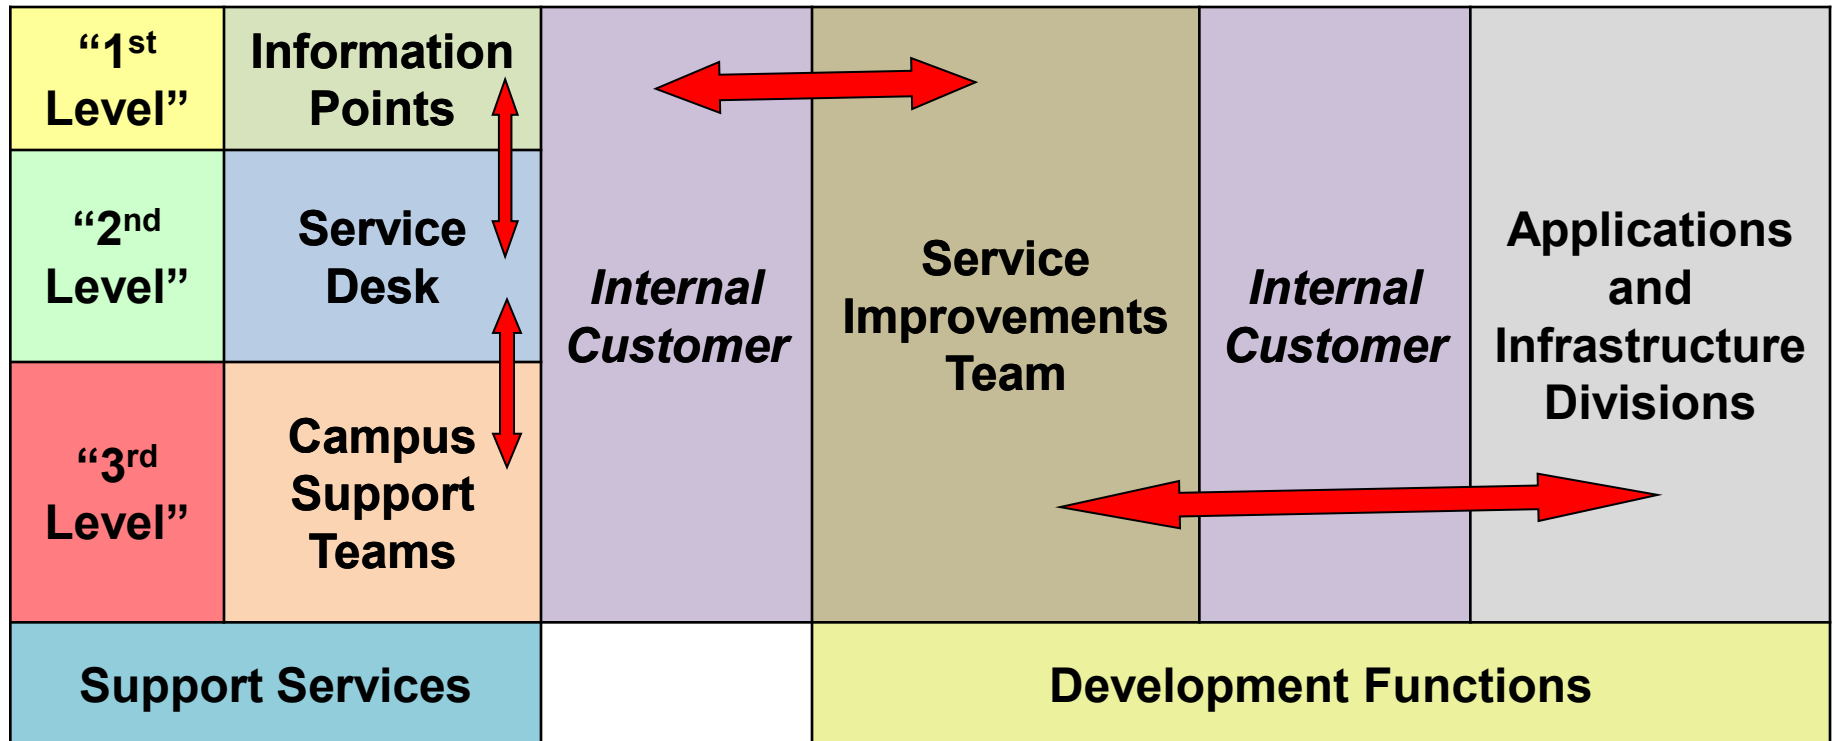 “1st
Level”
Information
Points
“2nd
Level”
Service
Desk
“3rd
Level”
Campus
Support
Teams
Internal
Customer
Service
Improvements
Team
Internal
Customer
Applications
and
Infrastructure
Divisions
Support Services
Development Functions